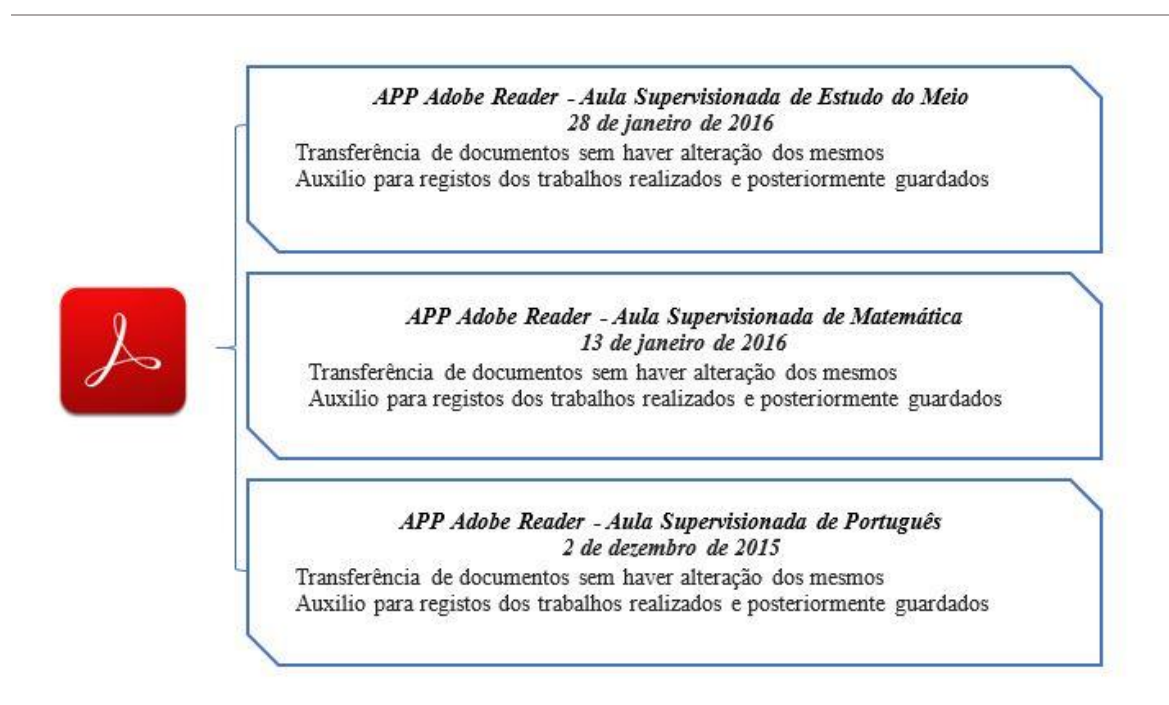 APP Adobe Reader - Aula Supervisionada de Estudo do Meio
28 de janeiro de 2016
Transferência de documentos sem haver alteração dos mesmos
Auxilio para registos dos trabalhos realizados e posteriormente guardados
APP Adobe Reader - Aula Supervisionada de Matemática
13 de janeiro de 2016
Transferência de documentos sem haver alteração dos mesmos
Auxilio para registos dos trabalhos realizados e posteriormente guardados
APP Adobe Reader - Aula Supervisionada de Português
2 de dezembro de 2015
Transferência de documentos sem haver alteração dos mesmos
Auxilio para registos dos trabalhos realizados e posteriormente guardados